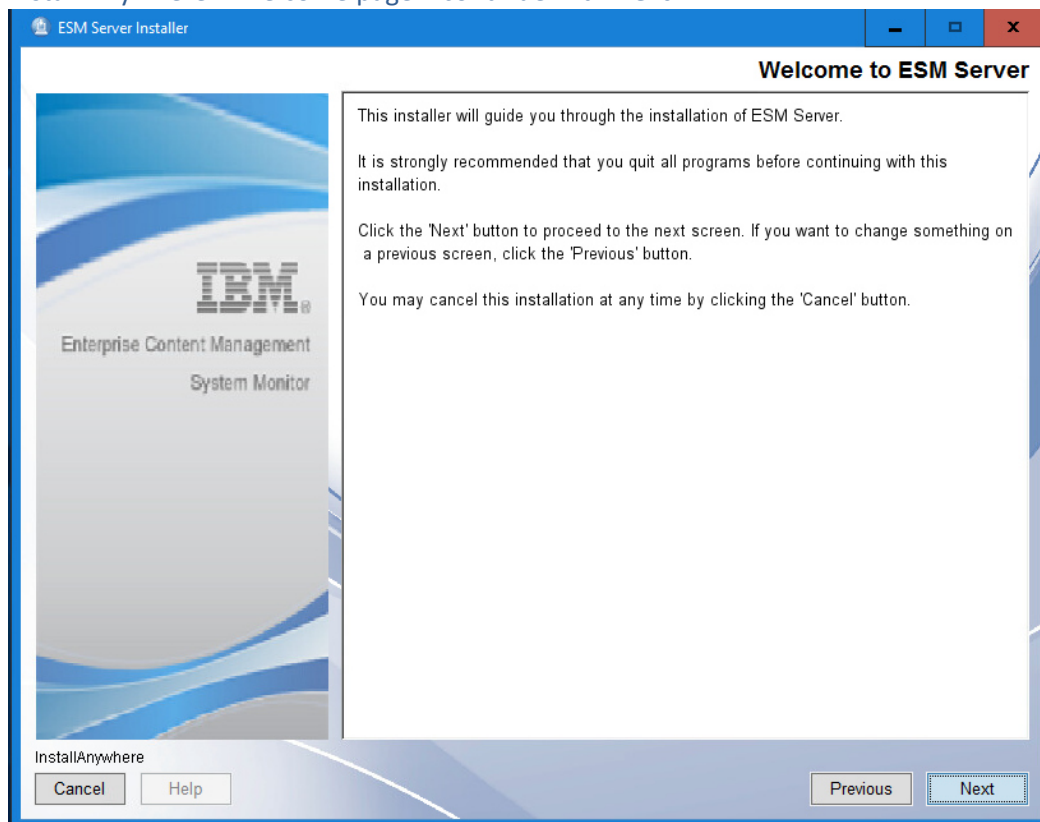 ESM Server Installer
Welcome to ESM Server
This installer will guide you through the installation of ESM Server.
It is strongly recommended that you quit all programs before continuing with this
installation.
Click the 'Next' button to proceed to the next screen. If you want to change something on
a previous screen, click the 'Previous' button.
You may cancel this installation at any time by clicking the 'Cancel' button.
IBM®
Enterprise Content Management
System Monitor
InstallAnywhere
Cancel Help Previous Next